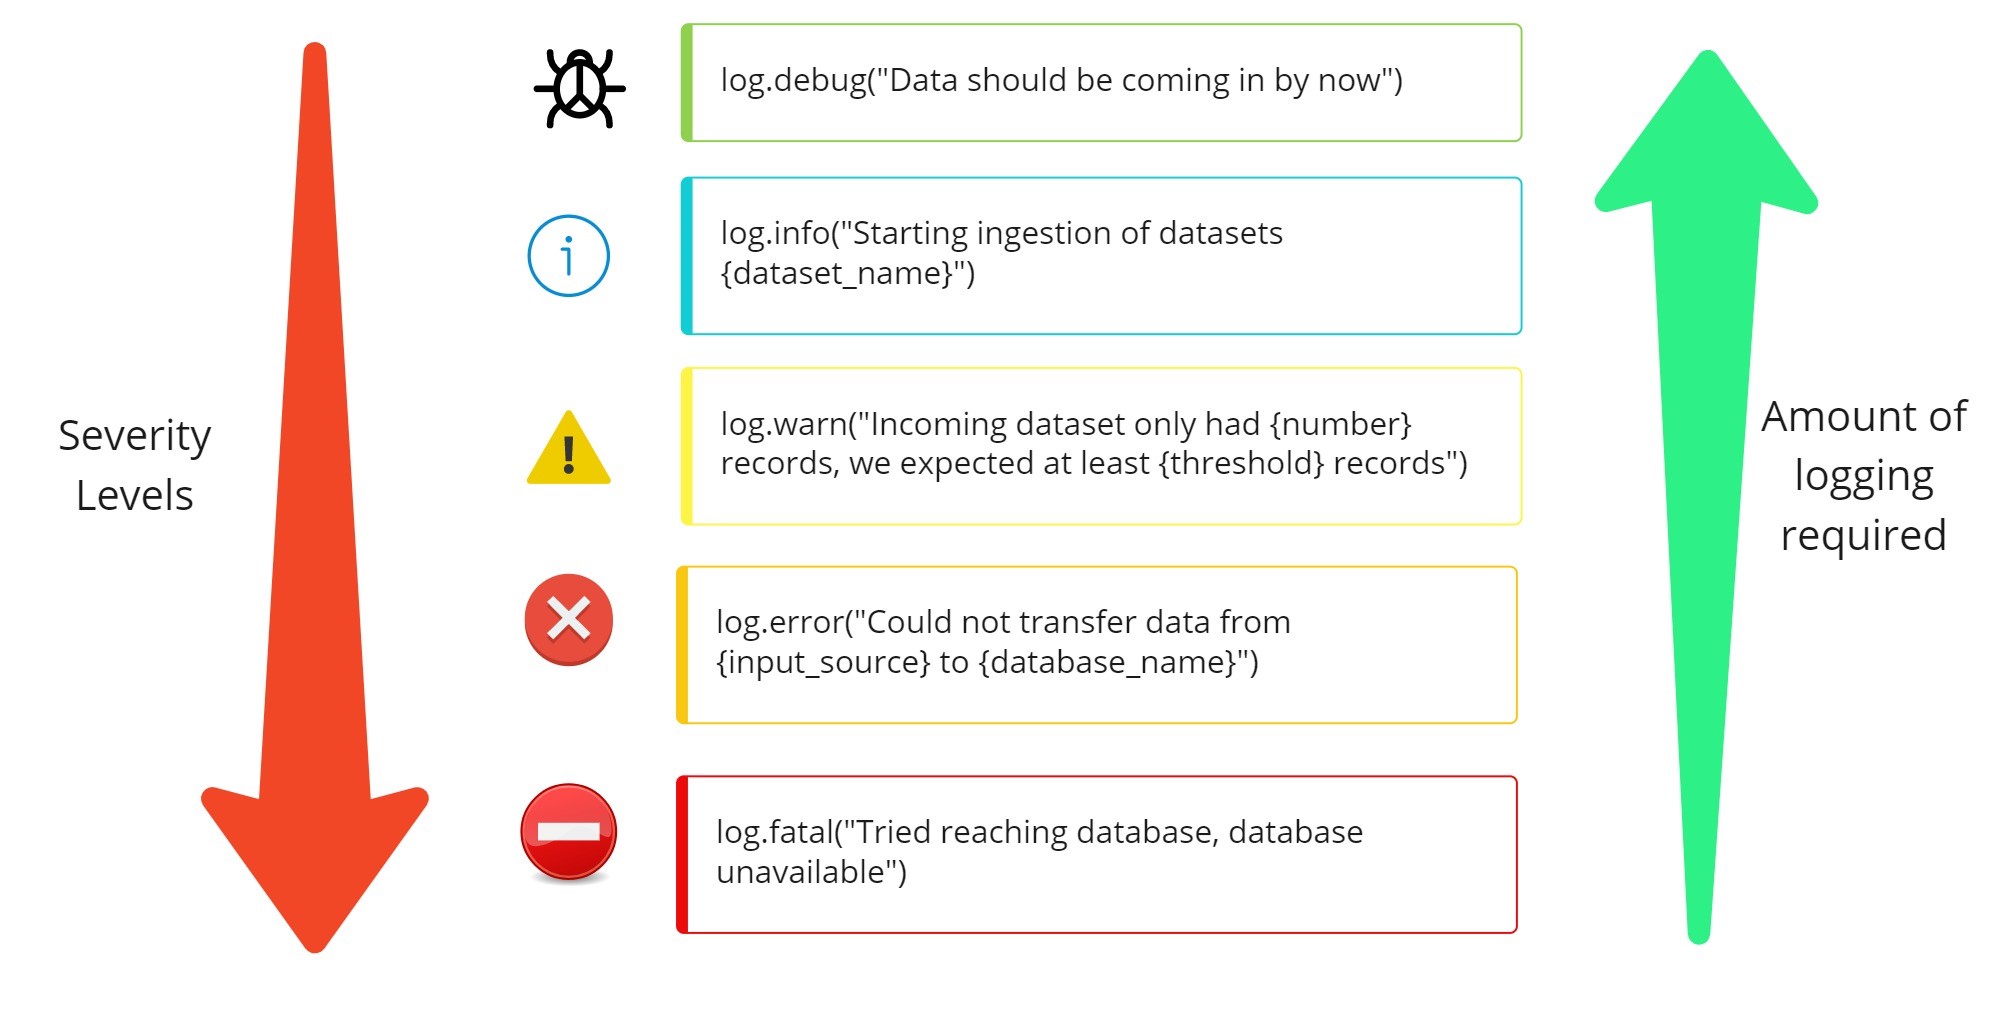 log.debug("Data should be coming in by now")
log.info("Starting ingestion of datasets
{dataset_name}")
Severity
Levels
log.warn("Incoming dataset only had {number}
records, we expected at least {threshold} records")
Amount of
logging
required
log.error("Could not transfer data from
{input_source} to {database_name}")
log.fatal("Tried reaching database, database
unavailable")